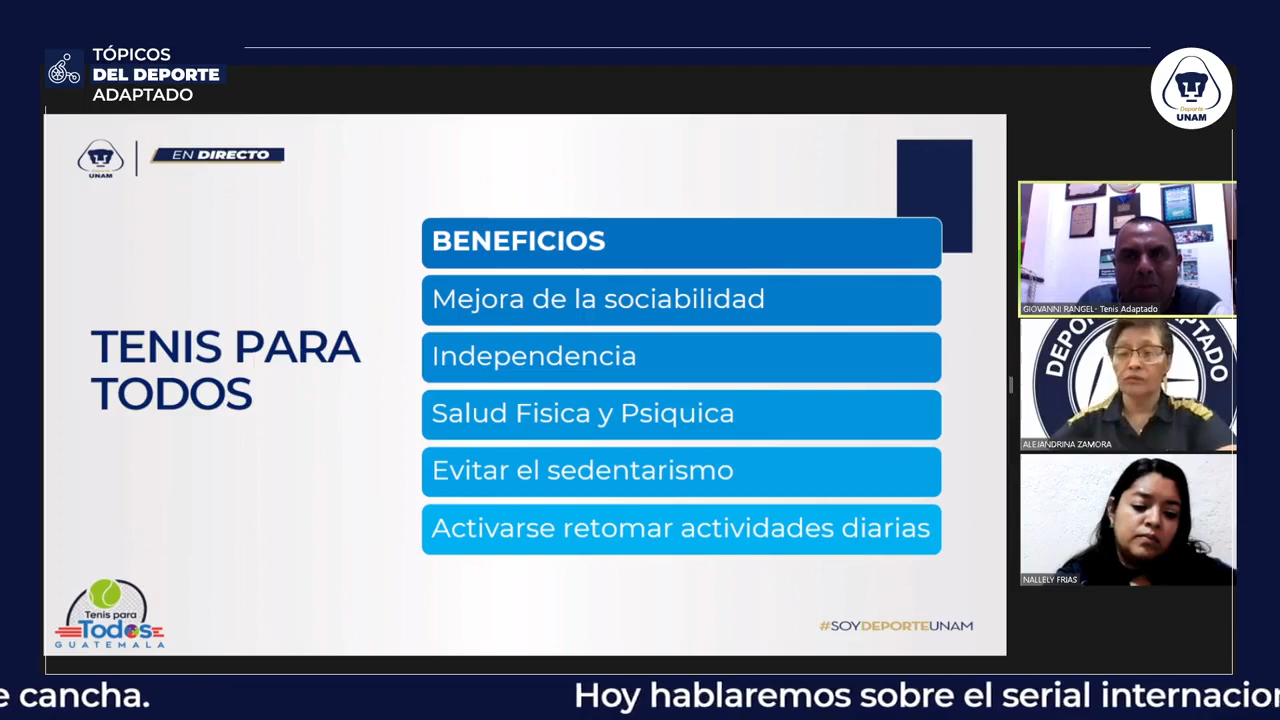 TÓPICOS
DEL DEPORTE
ADAPTADO
Deporte
UNAM
Deporte
UNAM
EN DIRECTO
BENEFICIOS
Mejora de la sociabilidad
Independencia
Salud Fisica y Psiquica
Evitar el sedentarismo
Activarse retomar actividades diarias
TENIS PARA
TODOS
Tenis para
Todos
GUATEMALA
#SOYDEPORTEUNAM
GIOVANNI RANGEL- Tenis Adaptado
ALEJANDRINA ZAMORA
NALLELY FRIAS
e cancha.
Hoy hablaremos sobre el serial internacion